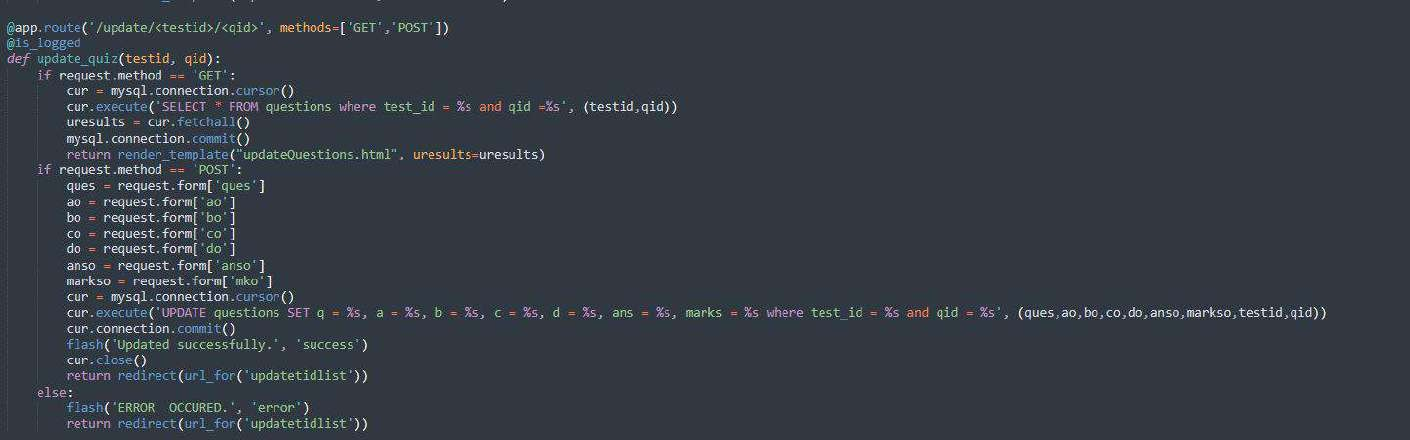 @app.route('/update/<testid>/<qid>', methods=['GET','POST'])
@is_logged
def update_quiz(testid, qid):
    if request.method == 'GET':
        cur = mysql.connection.cursor()
        cur.execute('SELECT * FROM questions where test_id = %s and qid =%s', (testid,qid))
        uresults = cur.fetchall()
        mysql.connection.commit()
        return render_template("updateQuestions.html", uresults=uresults)
    if request.method == 'POST':
        ques = request.form['ques']
        ao = request.form['ao']
        bo = request.form['bo']
        co = request.form['co']
        do = request.form['do']
        anso = request.form['anso']
        markso = request.form['mko']
        cur = mysql.connection.cursor()
        cur.execute('UPDATE questions SET q = %s, a = %s, b = %s, c = %s, d = %s, ans = %s, marks = %s where test_id = %s and qid = %s', (ques,ao,bo,co,do,anso,markso,testid,qid))
        cur.connection.commit()
        flash('Updated successfully.', 'success')
        cur.close()
        return redirect(url_for('updatetidlist'))
    else:
        flash('ERROR  OCCURED.', 'error')
        return redirect(url_for('updatetidlist'))